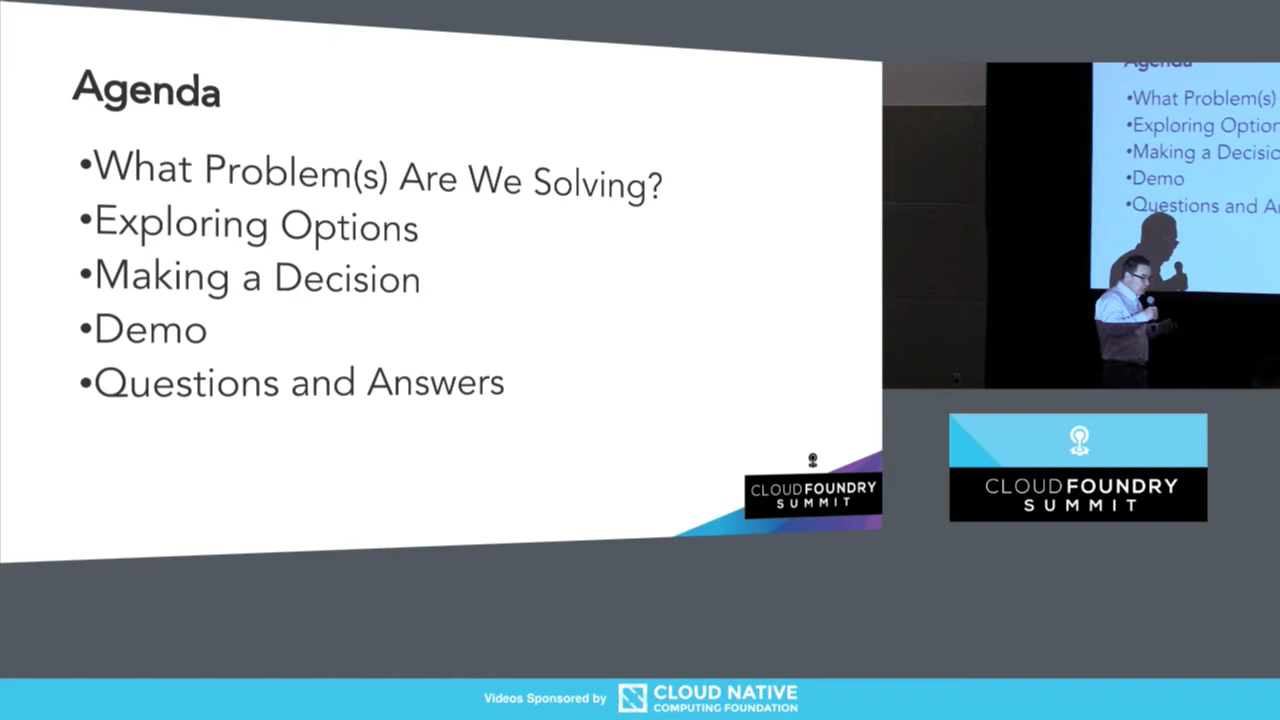 Agenda
•What Problem(s) Are We Solving?
•Exploring Options
•Making a Decision
•Demo
•Questions and Answers
CLOUDFOUNDRY
SUMMIT
Agenda
•What Problem(s)
•Exploring Option
•Making a Decisio
•Demo
•Questions and A
CLOUDFOUNDRY
SUMMIT
Videos Sponsored by
CLOUD NATIVE
COMPUTING FOUNDATION